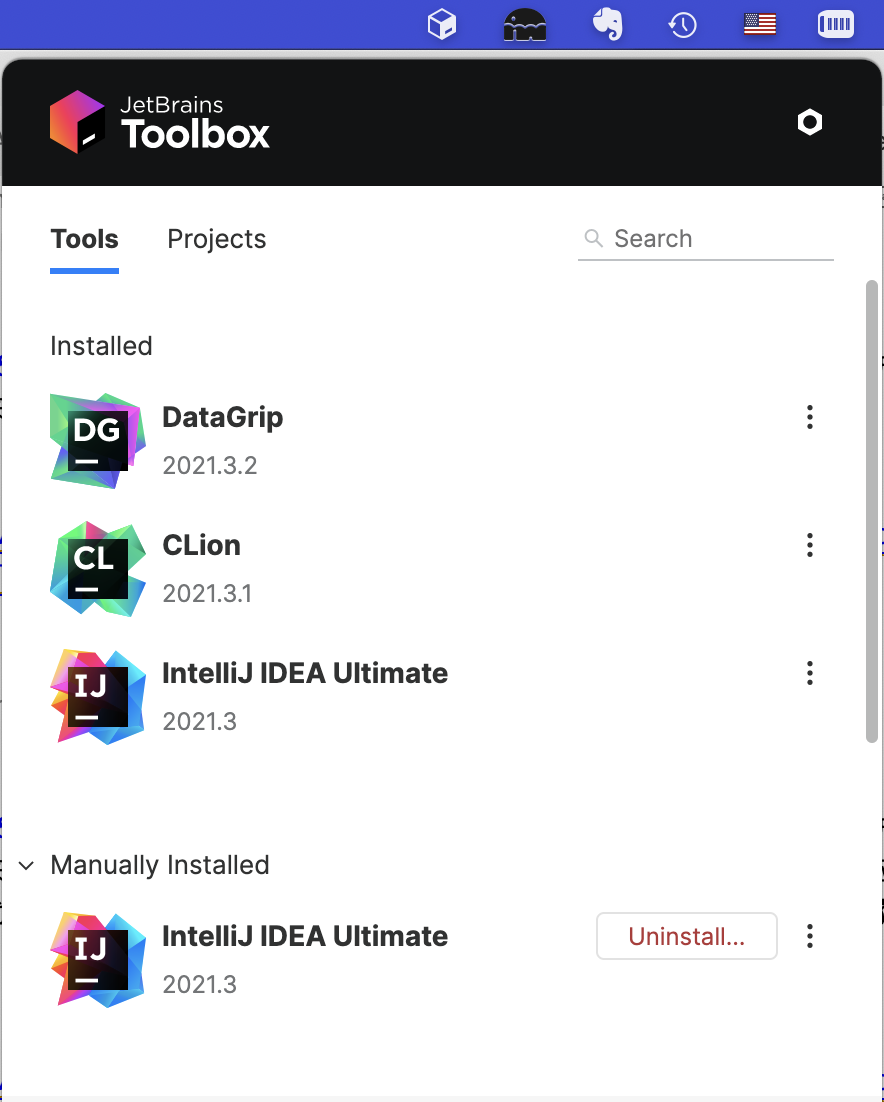 JetBrains
Toolbox
Tools Projects Search
Installed
DG
DataGrip
2021.3.2
CL
CLion
2021.3.1
IJ
IntelliJ IDEA Ultimate
2021.3
Manually Installed
IJ
IntelliJ IDEA Ultimate Uninstall...
2021.3